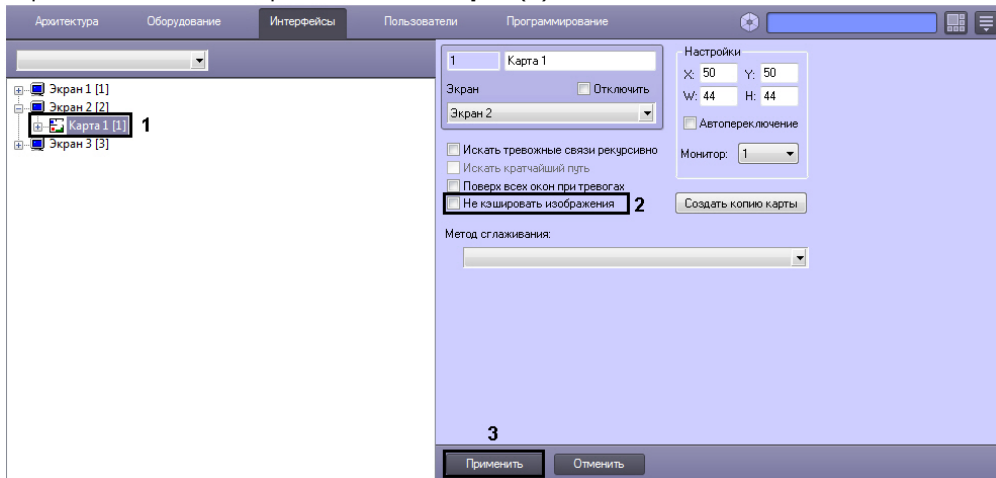 Архитектура Оборудование Интерфейсы Пользователи Программирование
1 Карта 1
Экран Отключить
Экран 2
Настройки
X: 50 Y: 50
W: 44 H: 44
Автопереключение
Монитор: 1
Экран 1 [1]
Экран 2 [2]
Карта 1 [1] 1
Экран 3 [3]
Искать тревожные связи рекурсивно
Искать кратчайший путь
Поверх всех окон при тревогах
Не кэшировать изображения 2
Создать копию карты
Метод сглаживания:
3
Применить Отменить